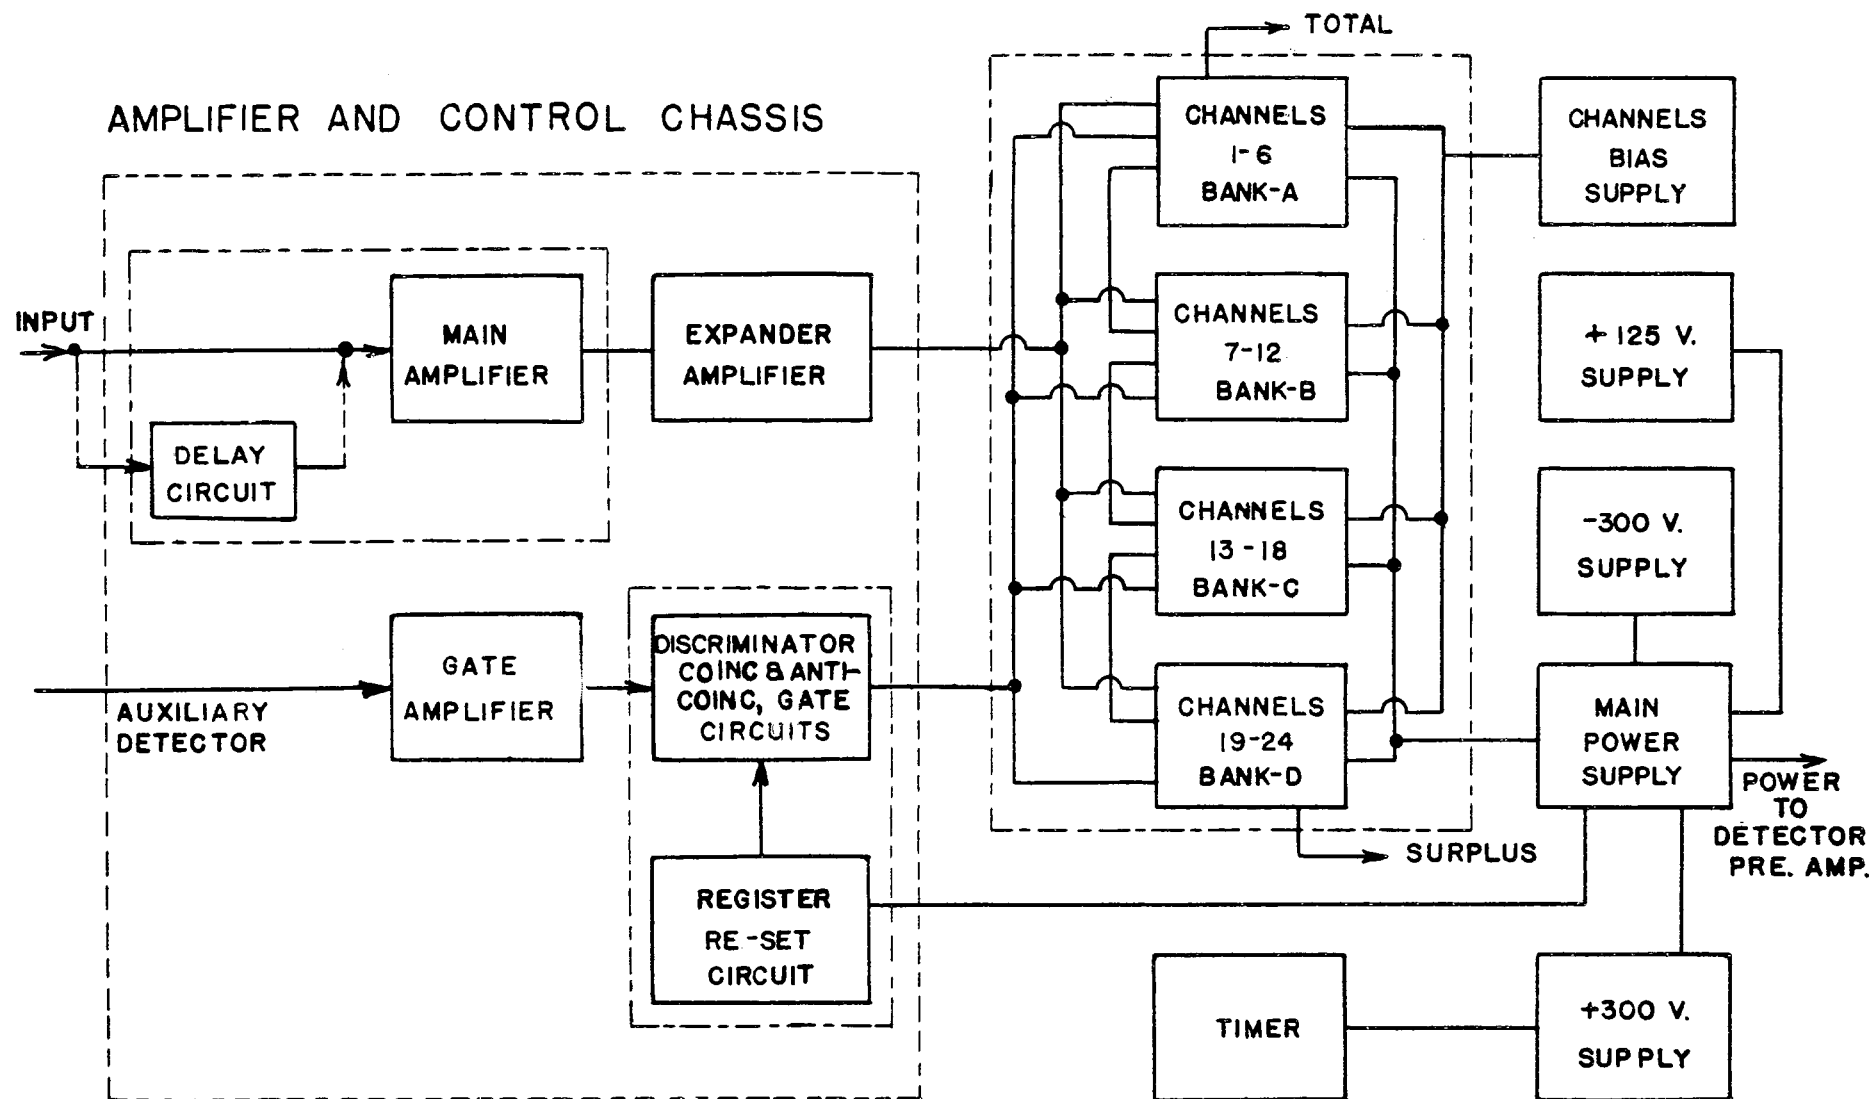 TOTAL
AMPLIFIER AND CONTROL CHASSIS
CHANNELS
1-6
BANK-A
CHANNELS
BIAS
SUPPLY
INPUT
MAIN
AMPLIFIER
EXPANDER
AMPLIFIER
CHANNELS
7-12
BANK-B
+125 V.
SUPPLY
DELAY
CIRCUIT
CHANNELS
13-18
BANK-C
-300 V.
SUPPLY
AUXILIARY
DETECTOR
GATE
AMPLIFIER
DISCRIMINATOR
COINC & ANTI-
COINC, GATE
CIRCUITS
CHANNELS
19-24
BANK-D
MAIN
POWER
SUPPLY
POWER
TO
DETECTOR
PRE. AMP.
SURPLUS
REGISTER
RE-SET
CIRCUIT
TIMER
+300 V.
SUPPLY